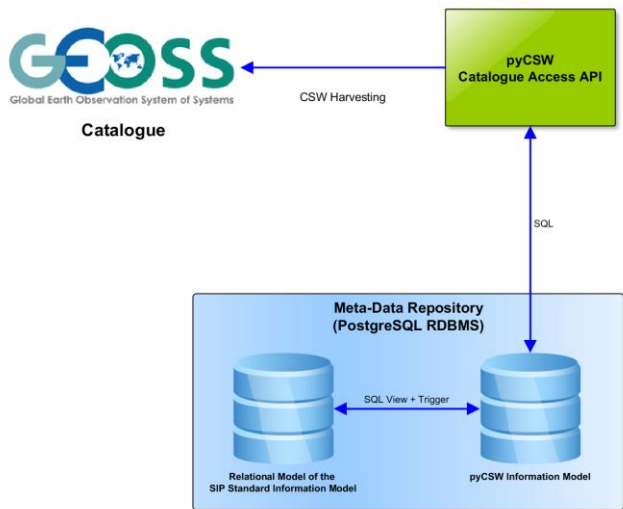 GEOSS
Global Earth Observation System of Systems
Catalogue
CSW Harvesting
pyCSW
Catalogue Access API
SQL
Meta-Data Repository
(PostgreSQL RDBMS)
SQL View + Trigger
Relational Model of the
SIP Standard Information Model
pyCSW Information Model